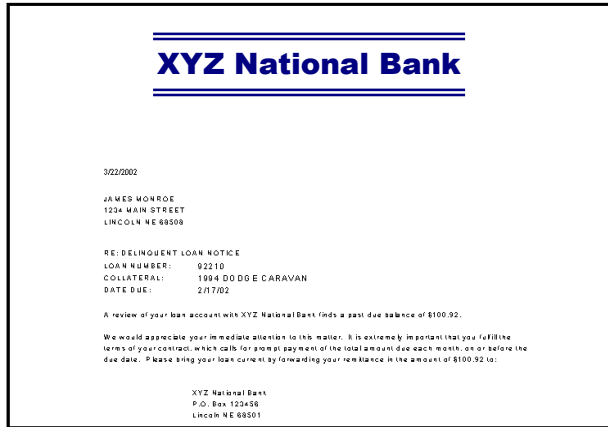 XYZ National Bank
3/22/2002
JAMES MONROE
1234 MAIN STREET
LINCOLN NE 68508
RE: DELINQUENT LOAN NOTICE
LOAN NUMBER: 92210
COLLATERAL: 1994 DODGE CARAVAN
DATE DUE: 2/17/02
A review of your loan account with XYZ National Bank finds a past due balance of $100.92.
We would appreciate your immediate attention to this matter. It is extremely important that you fulfill the
terms of your contract, which calls for prompt payment of the total amount due each month, on or before the
due date. Please bring your loan current by forwarding your remittance in the amount of $100.92 to:
XYZ National Bank
P.O. Box 123456
Lincoln NE 68501